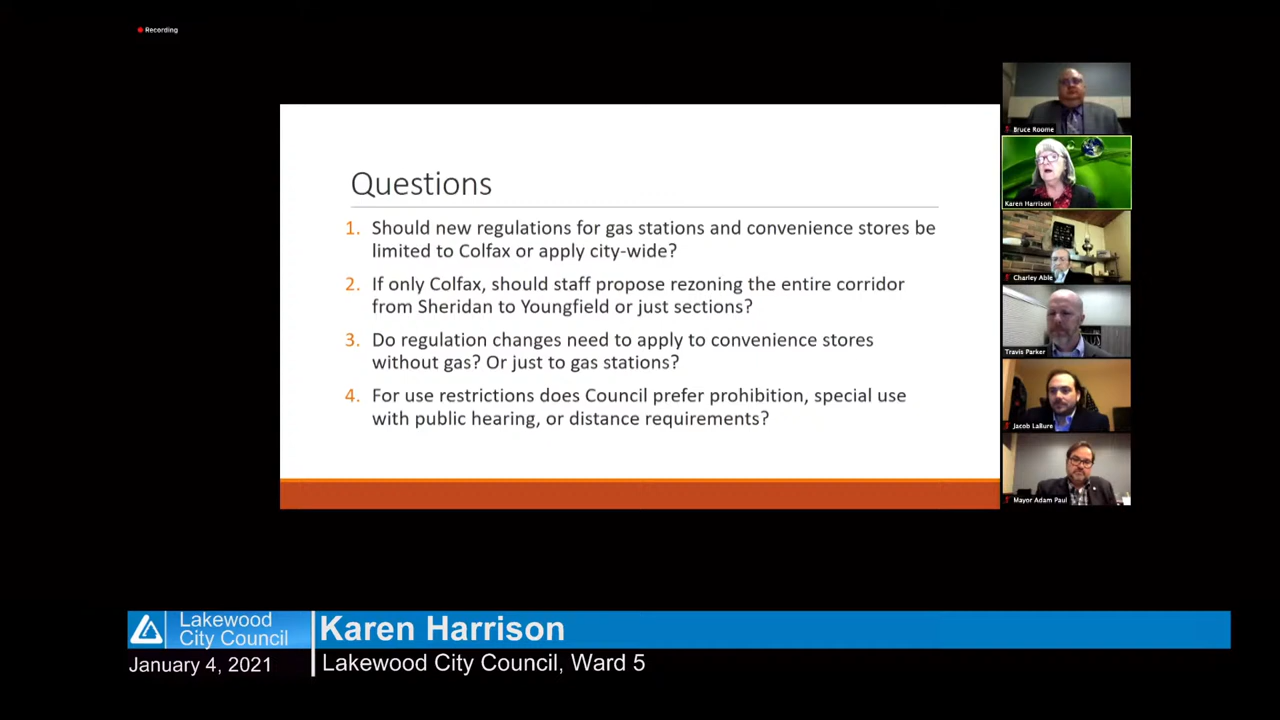 Recording
Questions
1. Should new regulations for gas stations and convenience stores be
limited to Colfax or apply city-wide?
2. If only Colfax, should staff propose rezoning the entire corridor
from Sheridan to Youngfield or just sections?
3. Do regulation changes need to apply to convenience stores
without gas? Or just to gas stations?
4. For use restrictions does Council prefer prohibition, special use
with public hearing, or distance requirements?
Bruce Roome
Karen Harrison
Charley Able
Travis Parker
Jacob LaBure
Mayor Adam Paul
Lakewood
City Council
January 4, 2021
Karen Harrison
Lakewood City Council, Ward 5